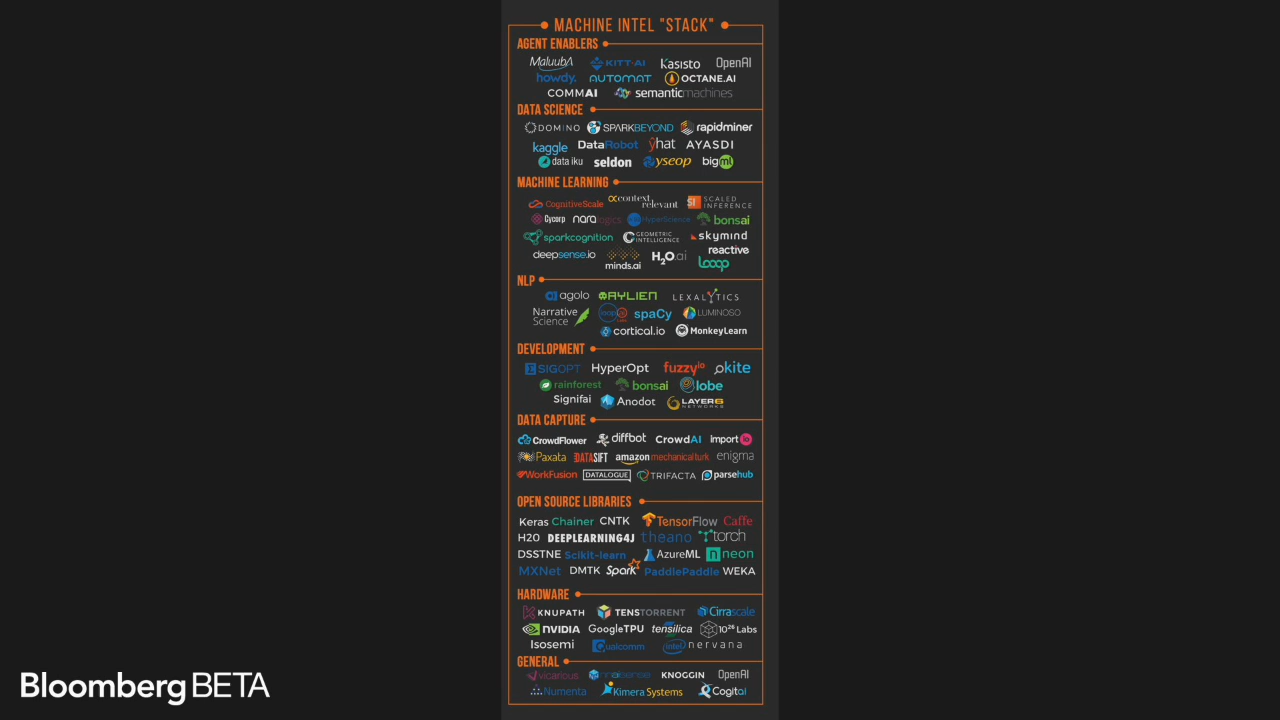 MACHINE INTEL "STACK"
AGENT ENABLERS
MALUUBA KITT·AI Kasisto OpenAI
howdy. AUTOMAT OCTANE.AI
COMMAI semanticmachines
DATA SCIENCE
DOMINO SPARKBEYOND rapidminer
kaggle DataRobot ŷhat AYASDI
data iku seldon yseop bigml
MACHINE LEARNING
CognitiveScale context relevant SI SCALED INFERENCE
Cycorp naralogics HyperScience bonsai
sparkcognition GEOMETRIC INTELLIGENCE skymind
deepsense.io minds.ai H2O.ai reactive
looop
NLP
agolo AYLIEN LEXALYTICS
Narrative Science loop spaCy LUMINOSO
cortical.io MonkeyLearn
DEVELOPMENT
SIGOPT HyperOpt fuzzy io kite
rainforest bonsai lobe
Signifai Anodot LAYER6 NETWORKS
DATA CAPTURE
CrowdFlower diffbot CrowdAI import io
Paxata DATASIFT amazon mechanical turk enigma
WorkFusion DATALOGUE TRIFACTA parsehub
OPEN SOURCE LIBRARIES
Keras Chainer CNTK TensorFlow Caffe
H2O DEEPLEARNING4J theano torch
DSSTNE Scikit-learn AzureML n neon
MXNet DMTK Spark PaddlePaddle WEKA
HARDWARE
KNUPATH TENSTORRENT Cirrascale
NVIDIA GoogleTPU tensilica 10²⁶ Labs
Isosemi Qualcomm intel nervana
GENERAL
vicarious KNOGGIN OpenAI
Numenta Kimera Systems Cogitai
Bloomberg BETA